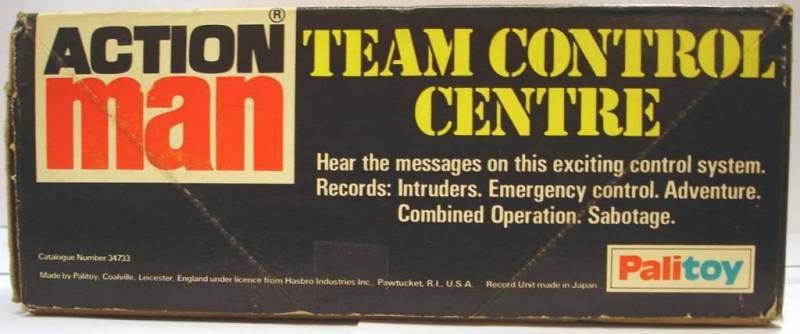 ACTION®
man
TEAM CONTROL
CENTRE
Hear the messages on this exciting control system.
Records: Intruders. Emergency control. Adventure.
Combined Operation. Sabotage.
Catalogue Number 34733
Made by Palitoy, Coalville, Leicester, England under licence from Hasbro Industries Inc., Pawtucket, R.I., U.S.A. Record Unit made in Japan.
Palitoy